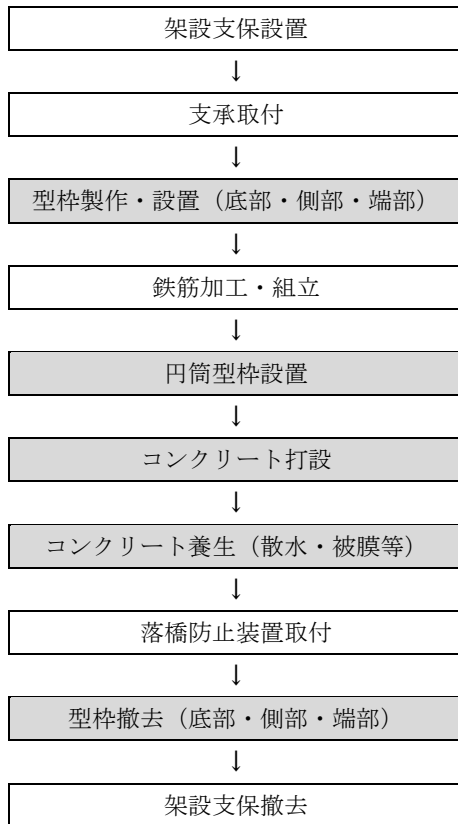 架設支保設置
↓
支承取付
↓
型枠製作・設置（底部・側部・端部）
↓
鉄筋加工・組立
↓
円筒型枠設置
↓
コンクリート打設
↓
コンクリート養生（散水・被膜等）
↓
落橋防止装置取付
↓
型枠撤去（底部・側部・端部）
↓
架設支保撤去